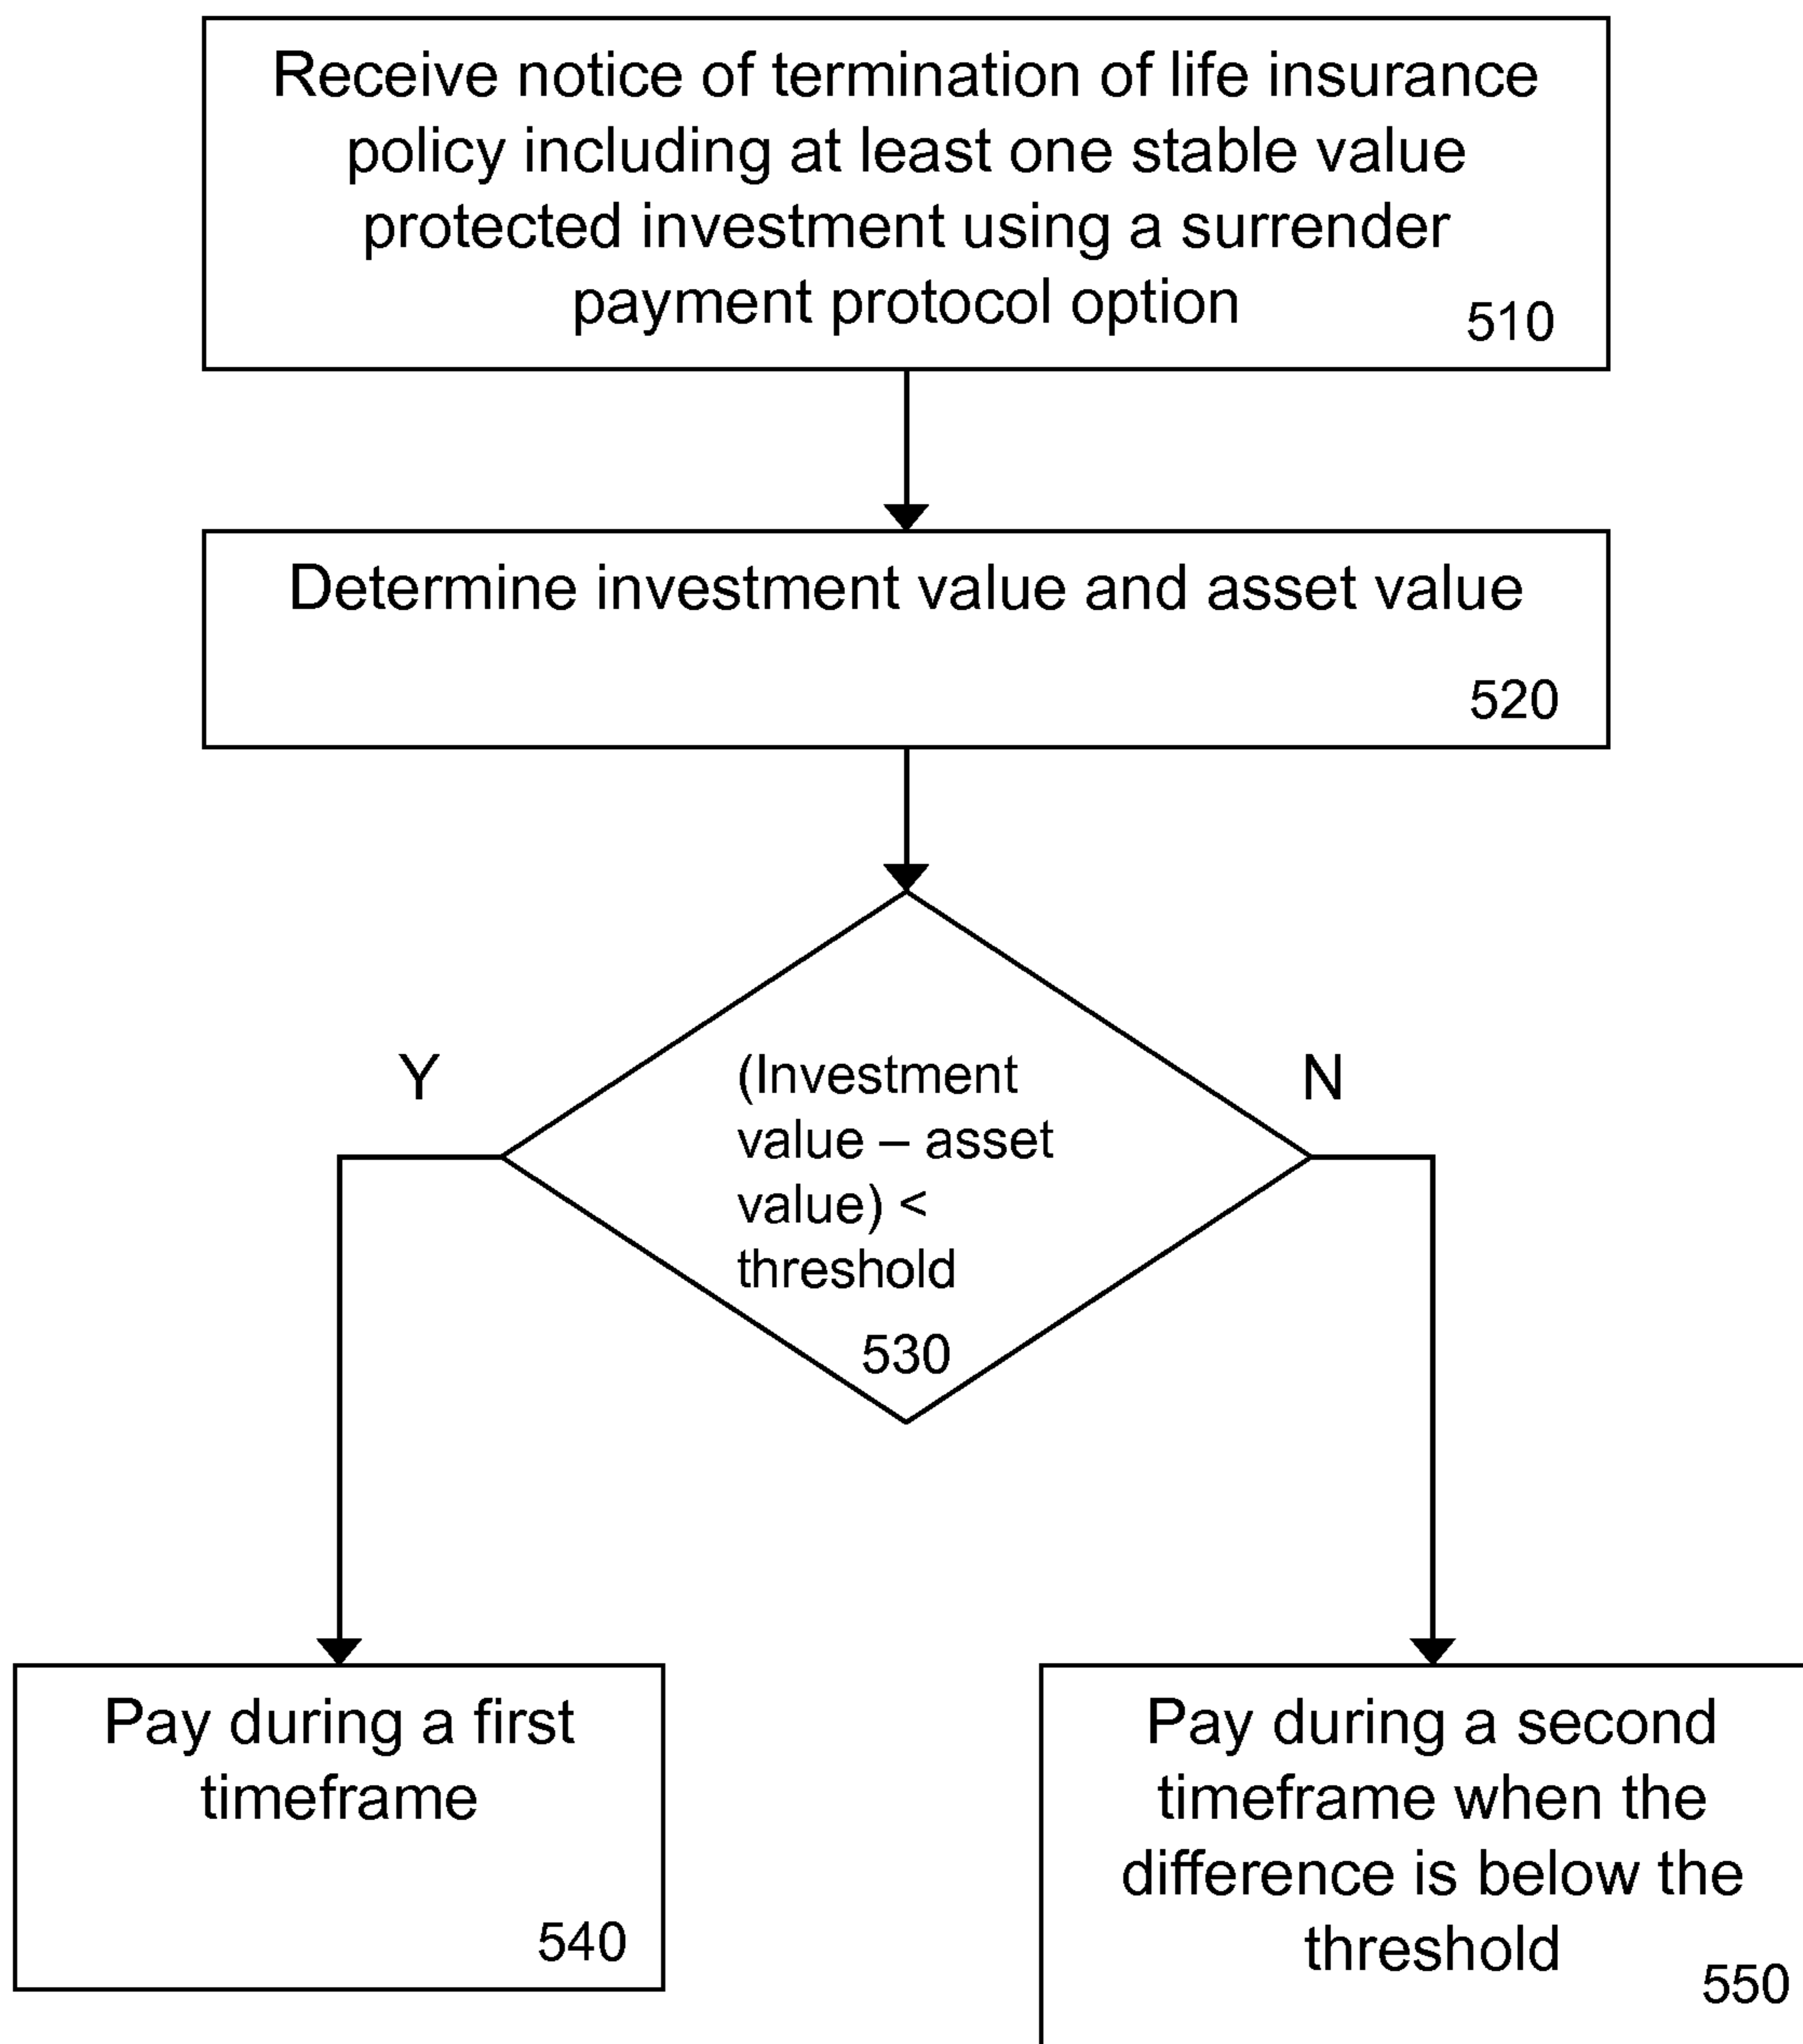 Receive notice of termination of life insurance
policy including at least one stable value
protected investment using a surrender
payment protocol option
510
Determine investment value and asset value
520
Y
N
(Investment
value – asset
value) <
threshold
530
Pay during a first
timeframe
540
Pay during a second
timeframe when the
difference is below the
threshold
550